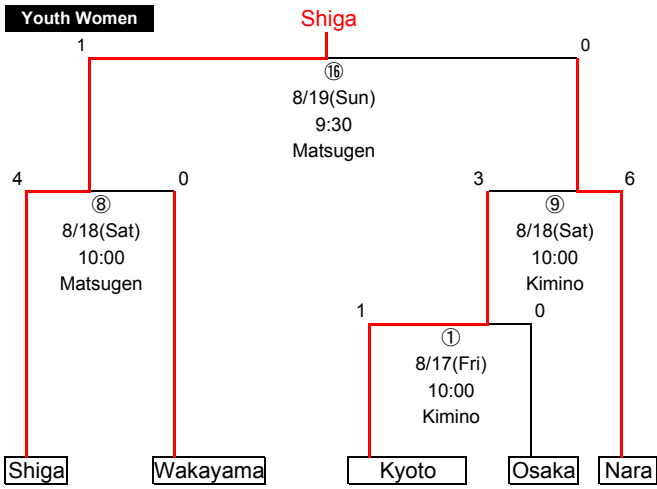 Youth Women
Shiga
1
0
⑯
8/19(Sun)
9:30
Matsugen
4
0
3
6
⑧
8/18(Sat)
10:00
Matsugen
⑨
8/18(Sat)
10:00
Kimino
1
0
①
8/17(Fri)
10:00
Kimino
Shiga
Wakayama
Kyoto
Osaka
Nara